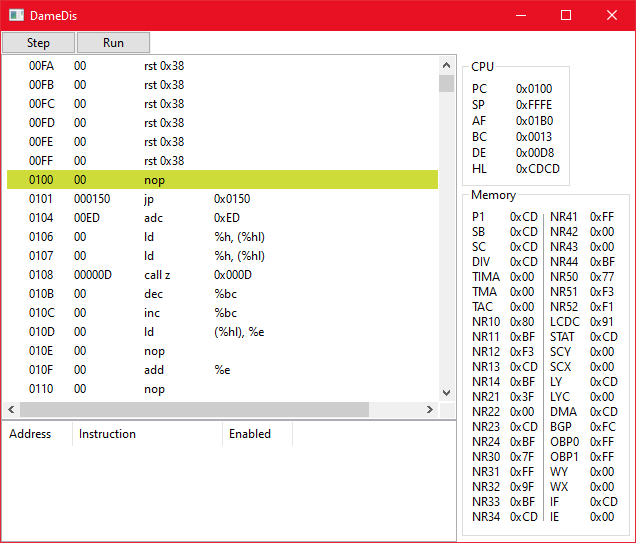 DameDis
Step Run
00FA 00 rst 0x38
00FB 00 rst 0x38
00FC 00 rst 0x38
00FD 00 rst 0x38
00FE 00 rst 0x38
00FF 00 rst 0x38
0100 00 nop
0101 000150 jp 0x0150
0104 00ED adc 0xED
0106 00 ld %h, (%hl)
0107 00 ld %h, (%hl)
0108 00000D call z 0x000D
010B 00 dec %bc
010C 00 inc %bc
010D 00 ld (%hl), %e
010E 00 nop
010F 00 add %e
0110 00 nop
Address Instruction Enabled
CPU
PC 0x0100
SP 0xFFFE
AF 0x01B0
BC 0x0013
DE 0x00D8
HL 0xCDCD
Memory
P1 0xCD NR41 0xFF
SB 0xCD NR42 0x00
SC 0xCD NR43 0x00
DIV 0xCD NR44 0xBF
TIMA 0x00 NR50 0x77
TMA 0x00 NR51 0xF3
TAC 0x00 NR52 0xF1
NR10 0x80 LCDC 0x91
NR11 0xBF STAT 0xCD
NR12 0xF3 SCY 0x00
NR13 0xCD SCX 0x00
NR14 0xBF LY 0xCD
NR21 0x3F LYC 0x00
NR22 0x00 DMA 0xCD
NR23 0xCD BGP 0xFC
NR24 0xBF OBP0 0xFF
NR30 0x7F OBP1 0xFF
NR31 0xFF WY 0x00
NR32 0x9F WX 0x00
NR33 0xBF IF 0xCD
NR34 0xCD IE 0x00